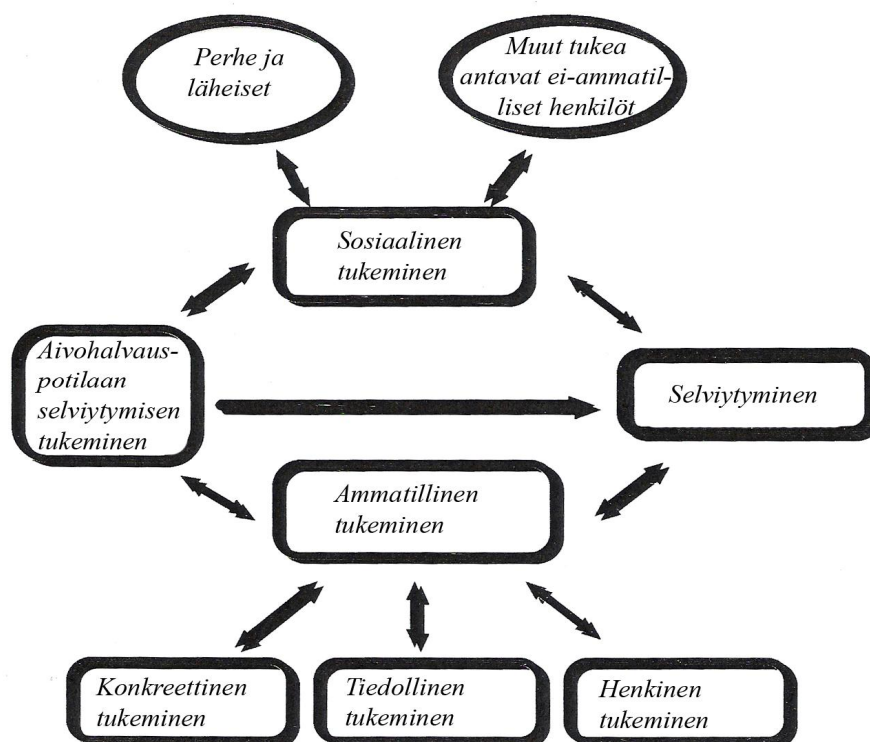 Perhe ja
läheiset
Muut tukea
antavat ei-ammatil-
liset henkilöt
Sosiaalinen
tukeminen
Aivohalvaus-
potilaan
selviytymisen
tukeminen
Selviytyminen
Ammatillinen
tukeminen
Konkreettinen
tukeminen
Tiedollinen
tukeminen
Henkinen
tukeminen